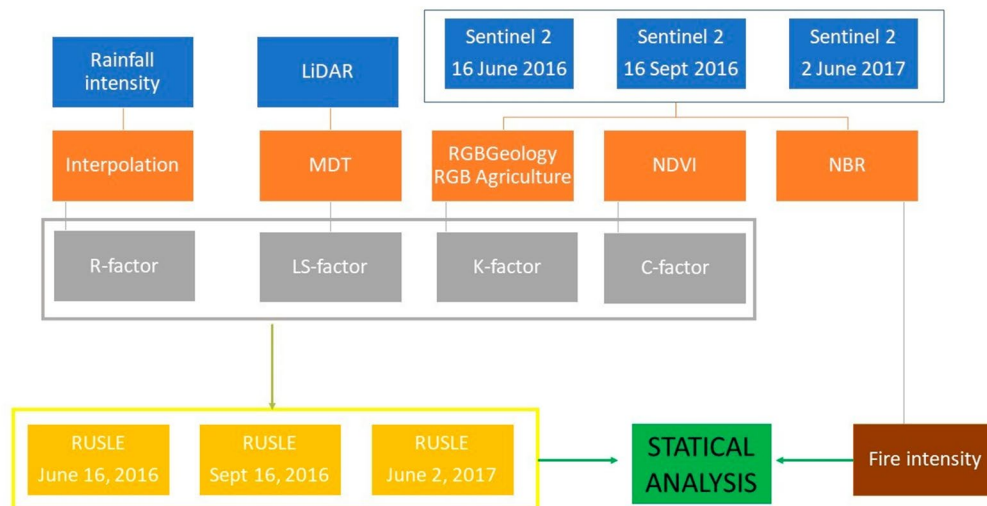 Sentinel 2
16 June 2016
Sentinel 2
16 Sept 2016
Sentinel 2
2 June 2017
Rainfall
intensity
LiDAR
Interpolation
MDT
RGBGeology
RGB Agriculture
NDVI
NBR
R-factor
LS-factor
K-factor
C-factor
RUSLE
June 16, 2016
RUSLE
Sept 16, 2016
RUSLE
June 2, 2017
STATICAL
ANALYSIS
Fire intensity